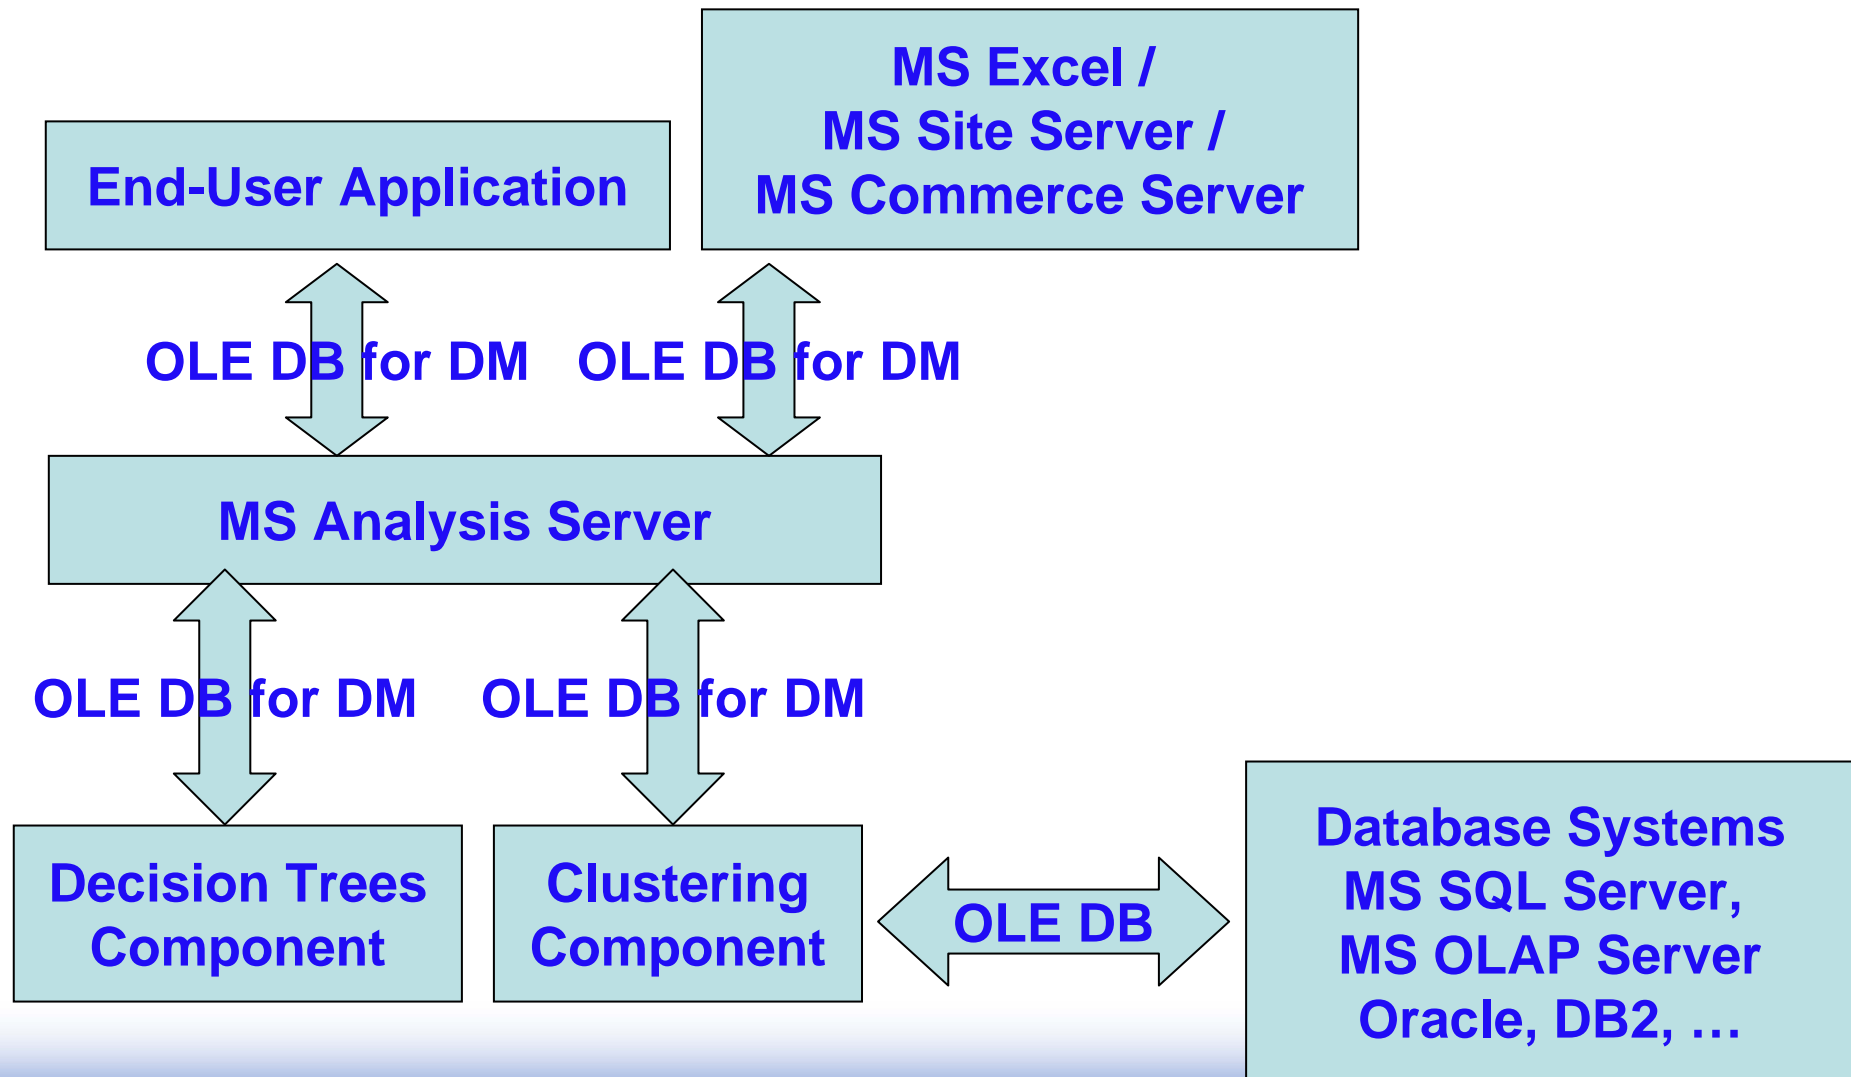 MS Excel /
MS Site Server /
MS Commerce Server
End-User Application
OLE DB for DM
OLE DB for DM
MS Analysis Server
OLE DB for DM
OLE DB for DM
Decision Trees
Component
Clustering
Component
OLE DB
Database Systems
MS SQL Server,
MS OLAP Server
Oracle, DB2, …